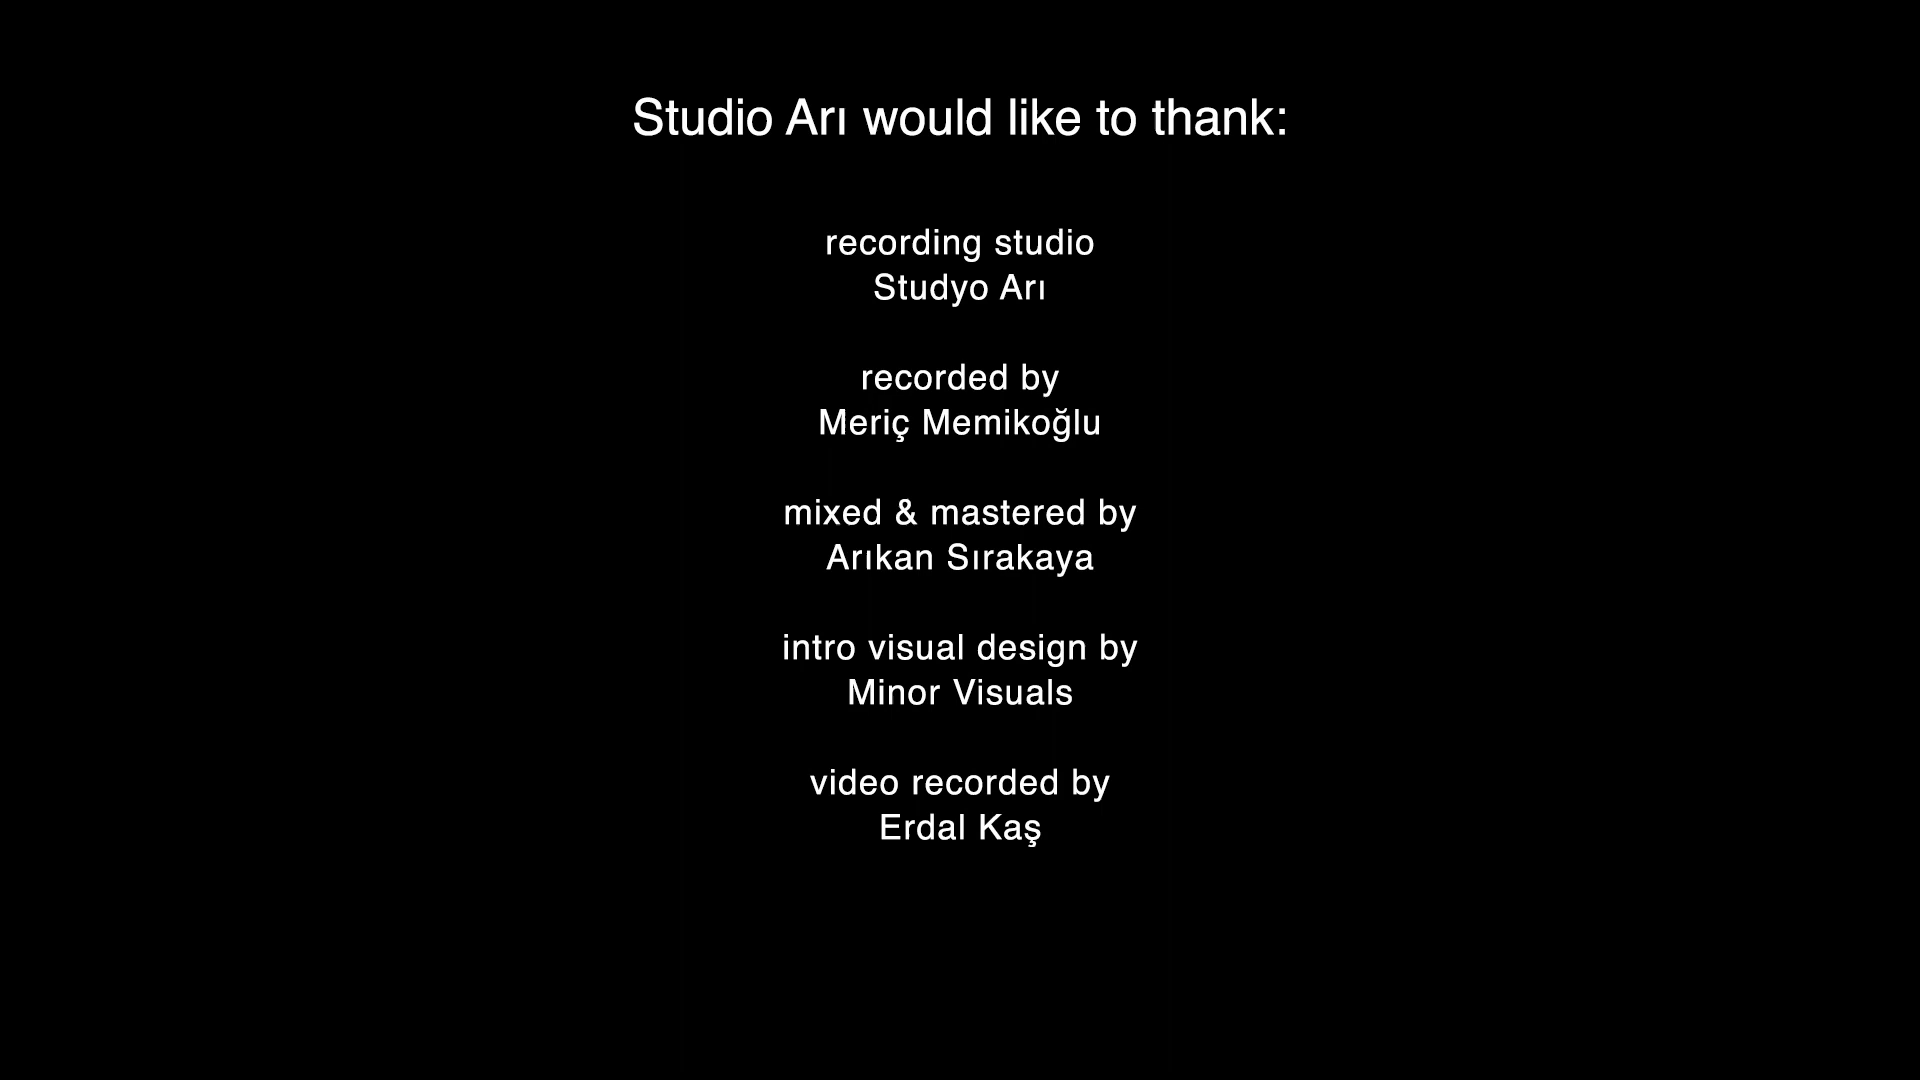 Studio Arı would like to thank:
recording studio
Studyo Arı
recorded by
Meriç Memikoğlu
mixed & mastered by
Arıkan Sırakaya
intro visual design by
Minor Visuals
video recorded by
Erdal Kaş